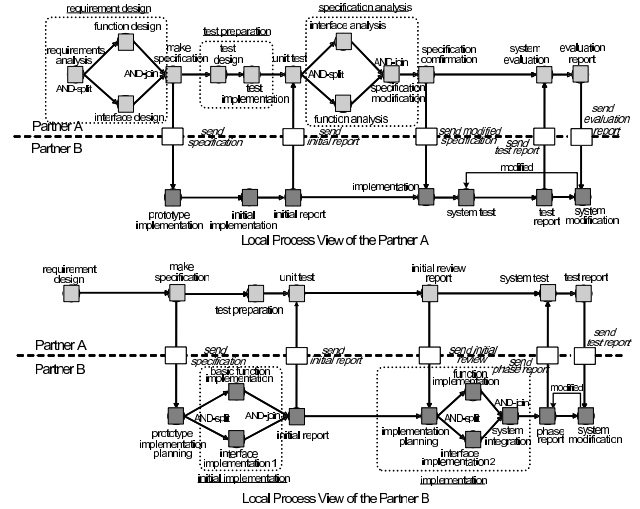 requirement design
specification analysis
function design
interface analysis
make
specification
test preparation
test
design
unit test
specification
confirmation
system
evaluation
evaluation
report
requirements
analysis
AND-split
AND-join
AND-split
AND-join
specification
modification
test
implementation
interface design
function analysis
send
evaluation
report
Partner A
Partner B
send
specification
send
initial report
send modified
specification
send
test report
modified
implementation
prototype
implementation
initial
implementation
initial report
system test
test
report
system
modification
Local Process View of the Partner A
requirement
design
make
specification
unit test
initial review
report
system test
test report
test preparation
Partner A
Partner B
send
specification
send
initial report
send initial
review
send
phase report
send
test report
basic function
implementation
function
implementation
modified
AND-split
AND-join
AND-split
AND-join
prototype
implementation
planning
interface
implementation 1
initial report
implementation
planning
interface
implementation 2
system
integration
phase
report
system
modification
initial implementation
implementation
Local Process View of the Partner B